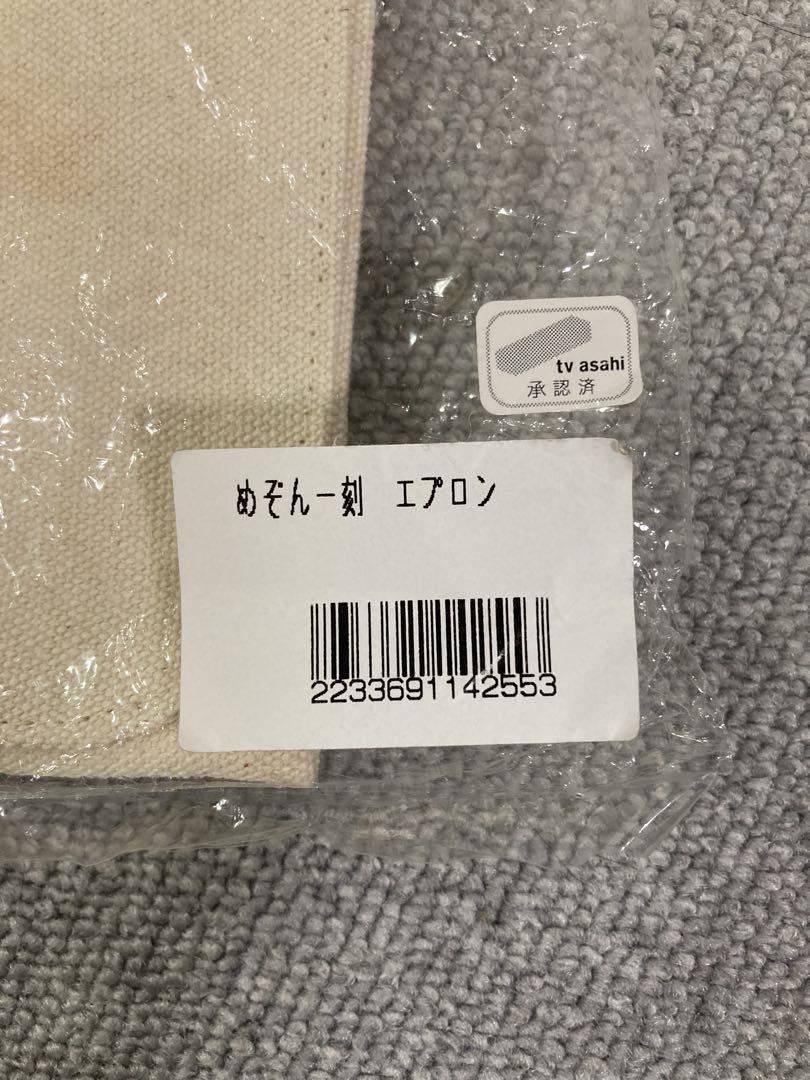 tv asahi
承認済
めぞん一刻 エプロン
2233691142553